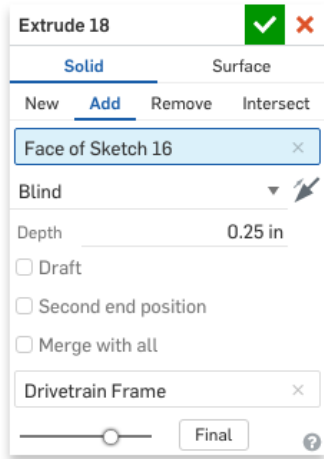 Extrude 18
Solid Surface
New Add Remove Intersect
Face of Sketch 16
Blind
Depth 0.25 in
Draft
Second end position
Merge with all
Drivetrain Frame
Final